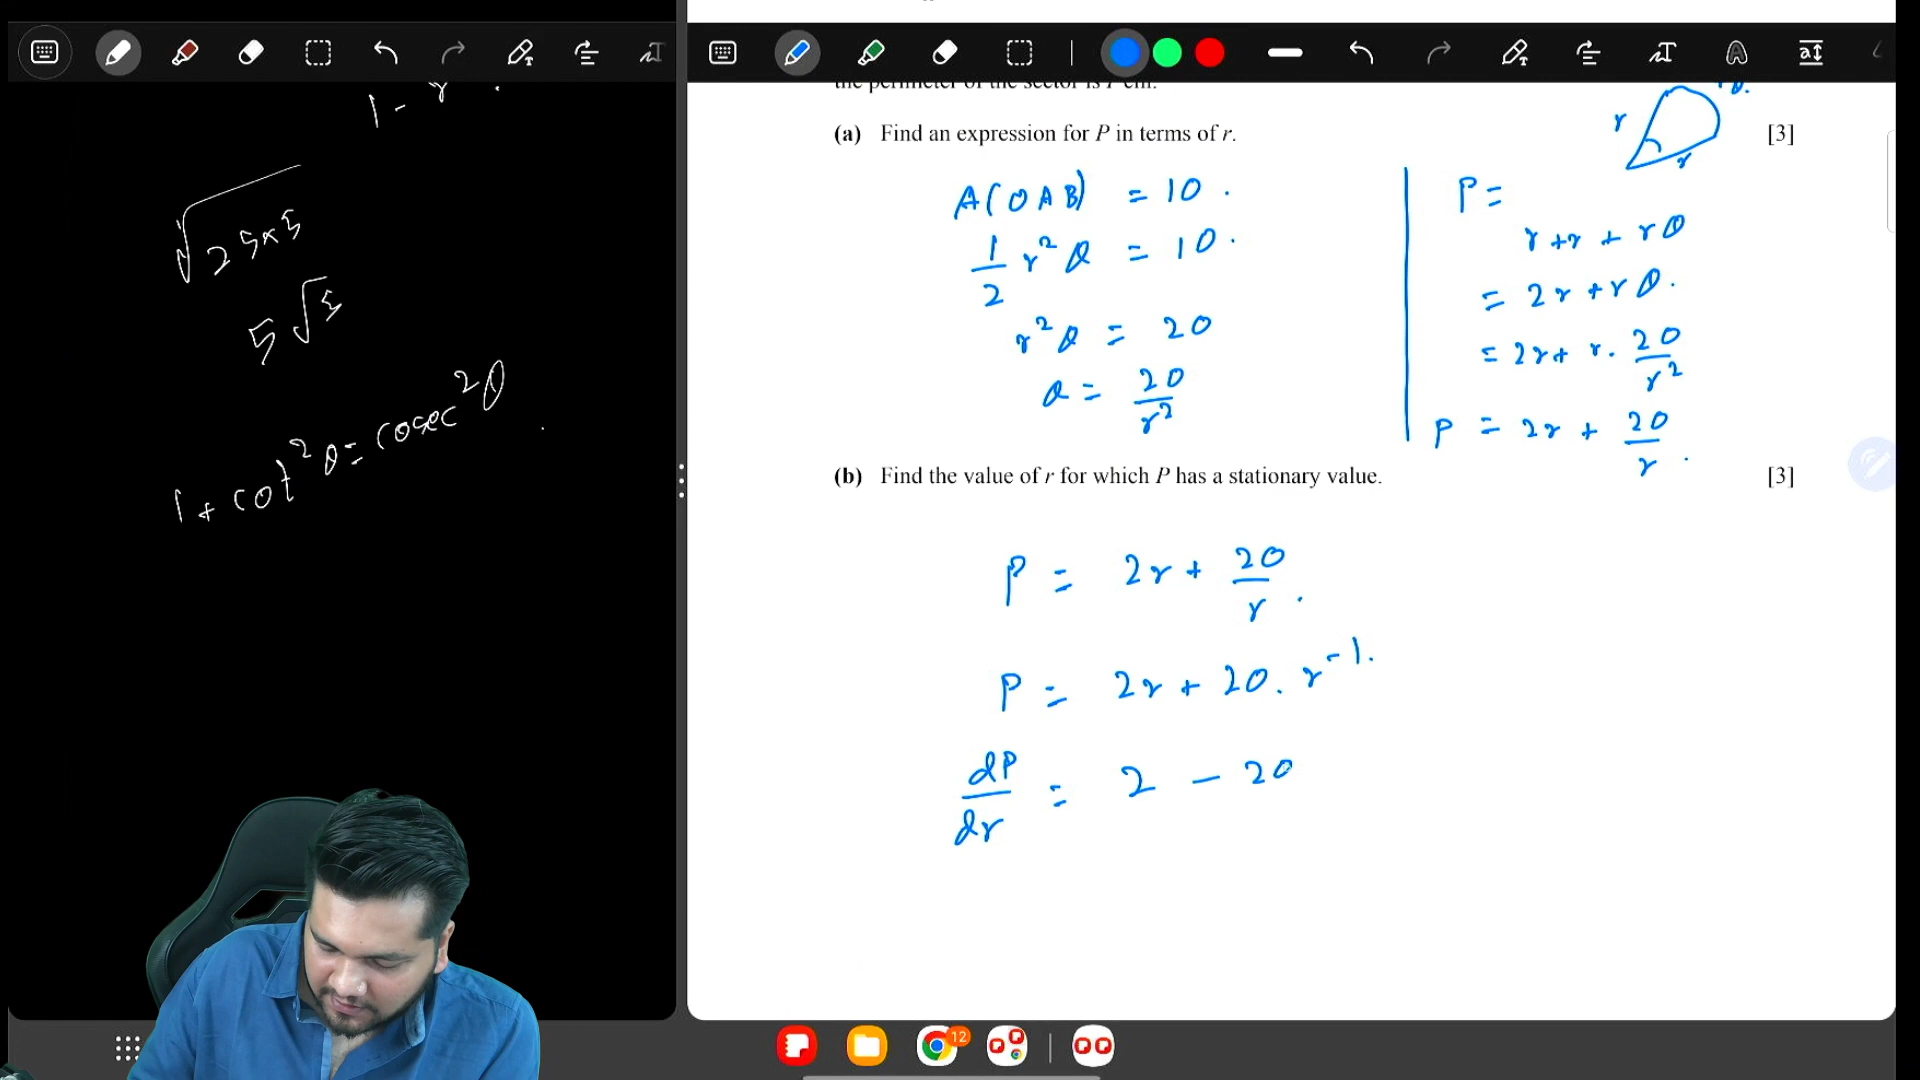 1 - r .
√25×5
5√5
1 + cot²θ = cosec²θ .
(a) Find an expression for P in terms of r. [3]
r
r
A(OAB) = 10 .
1/2 r²θ = 10 .
r²θ = 20
θ = 20/r²
P =
r + r + rθ
= 2r + rθ .
= 2r + r . 20/r²
P = 2r + 20/r .
(b) Find the value of r for which P has a stationary value. [3]
P = 2r + 20/r .
P = 2r + 20 . r⁻¹ .
dP/dr = 2 - 20
12